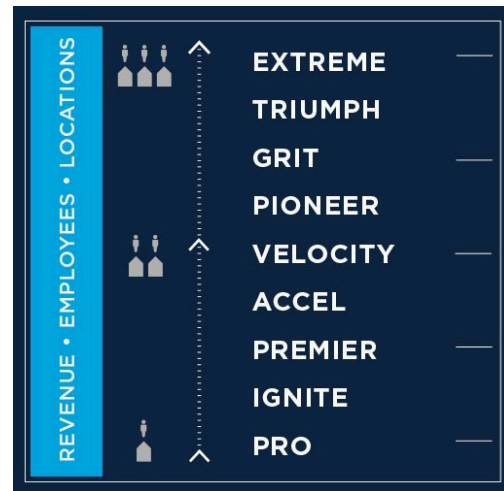 REVENUE • EMPLOYEES • LOCATIONS
EXTREME
TRIUMPH
GRIT
PIONEER
VELOCITY
ACCEL
PREMIER
IGNITE
PRO